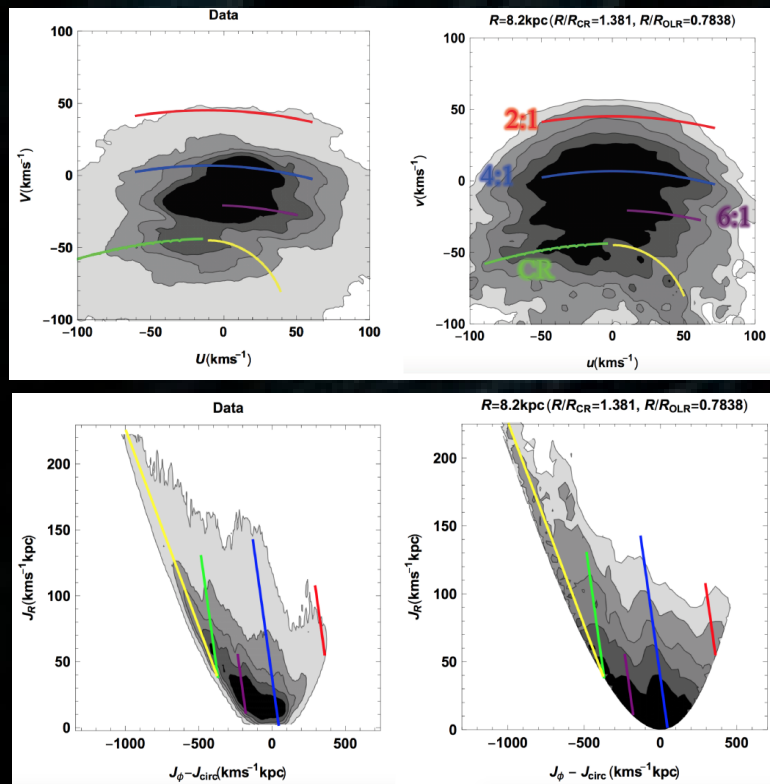 Data
R=8.2kpc (R/R_CR=1.381, R/R_OLR=0.7838)
100
50
0
−50
−100
V(kms⁻¹)
−100 −50 0 50 100
U(kms⁻¹)
100
50
0
−50
−100
v(kms⁻¹)
2:1
4:1
6:1
CR
−100 −50 0 50 100
u(kms⁻¹)
Data
R=8.2kpc (R/R_CR=1.381, R/R_OLR=0.7838)
200
150
100
50
0
J_R(kms⁻¹kpc)
−1000 −500 0 500
J_ϕ−J_circ(kms⁻¹kpc)
200
150
100
50
0
J_R(kms⁻¹kpc)
−1000 −500 0 500
J_ϕ − J_circ (kms⁻¹kpc)